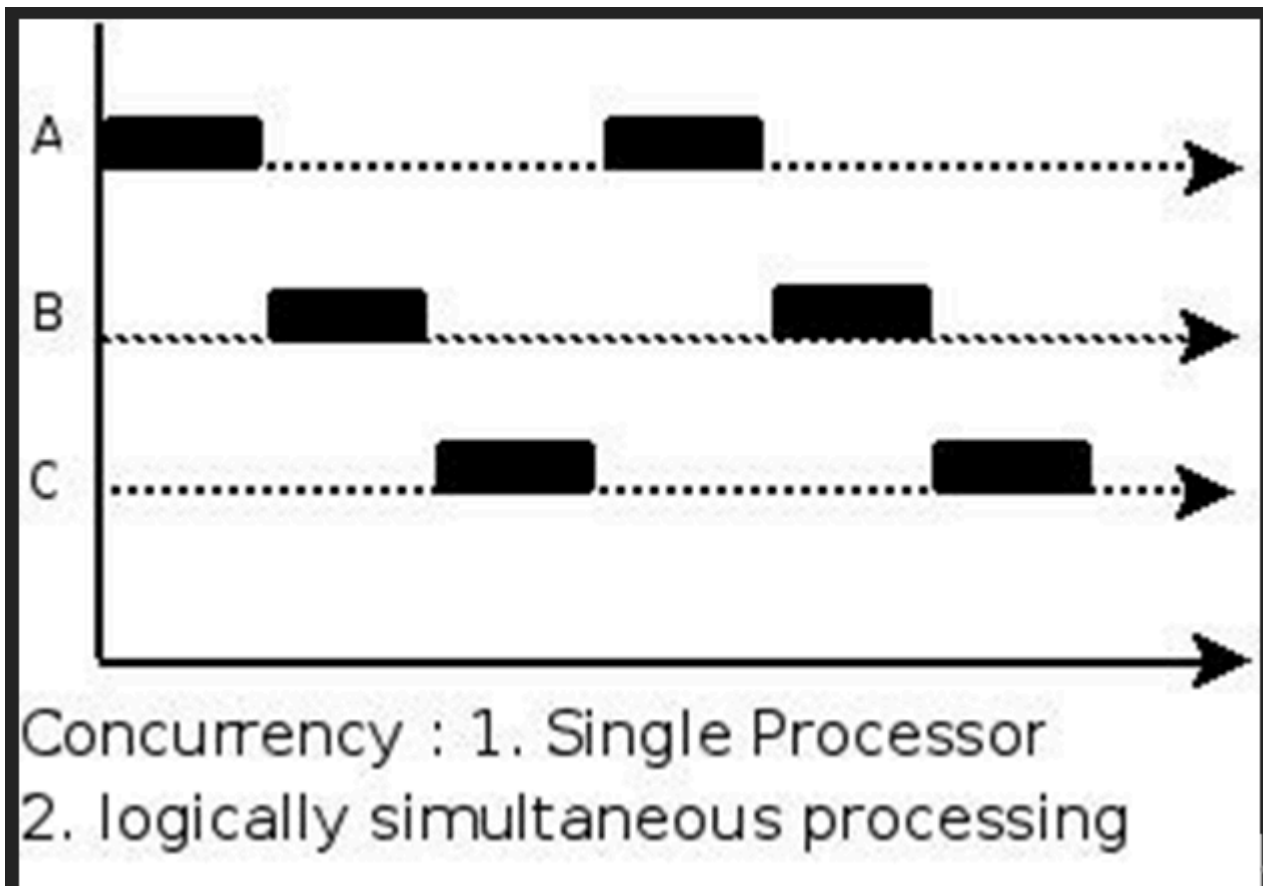 A
B
C
Concurrency : 1. Single Processor
2. logically simultaneous processing